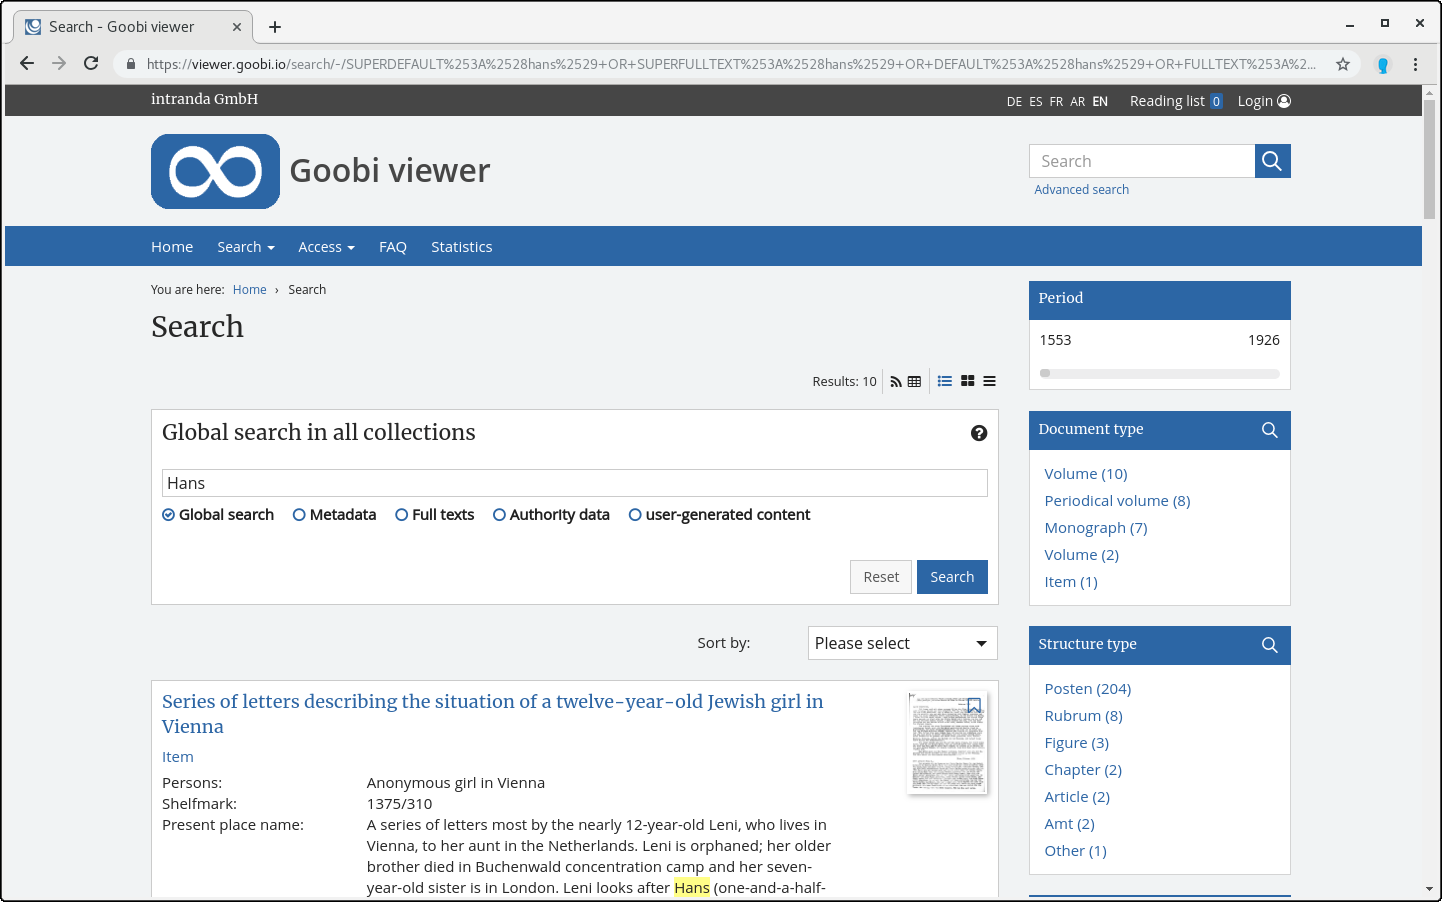 Search - Goobi viewer
https://viewer.goobi.io/search/-/SUPERDEFAULT%253A%2528hans%2529+OR+SUPERFULLTEXT%253A%2528hans%2529+OR+DEFAULT%253A%2528hans%2529+OR+FULLTEXT%253A%2...
intranda GmbH
DE ES FR AR EN Reading list 0 Login
Goobi viewer
Search
Advanced search
Home Search Access FAQ Statistics
You are here: Home › Search
Search
Results: 10
Global search in all collections
Hans
Global search Metadata Full texts Authority data user-generated content
Reset Search
Sort by: Please select
Series of letters describing the situation of a twelve-year-old Jewish girl in
Vienna
Item
Persons: Anonymous girl in Vienna
Shelfmark: 1375/310
Present place name: A series of letters most by the nearly 12-year-old Leni, who lives in
Vienna, to her aunt in the Netherlands. Leni is orphaned; her older
brother died in Buchenwald concentration camp and her seven-
year-old sister is in London. Leni looks after Hans (one-and-a-half-
Period
1553 1926
Document type
Volume (10)
Periodical volume (8)
Monograph (7)
Volume (2)
Item (1)
Structure type
Posten (204)
Rubrum (8)
Figure (3)
Chapter (2)
Article (2)
Amt (2)
Other (1)